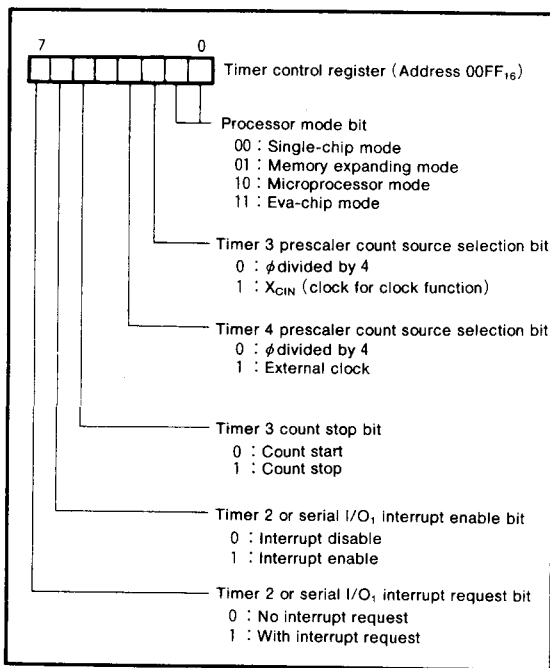 7 0
Timer control register (Address 00FF₁₆)
Processor mode bit
00 : Single-chip mode
01 : Memory expanding mode
10 : Microprocessor mode
11 : Eva-chip mode
Timer 3 prescaler count source selection bit
0 : ϕ divided by 4
1 : XCIN (clock for clock function)
Timer 4 prescaler count source selection bit
0 : ϕ divided by 4
1 : External clock
Timer 3 count stop bit
0 : Count start
1 : Count stop
Timer 2 or serial I/O₁ interrupt enable bit
0 : Interrupt disable
1 : Interrupt enable
Timer 2 or serial I/O₁ interrupt request bit
0 : No interrupt request
1 : With interrupt request